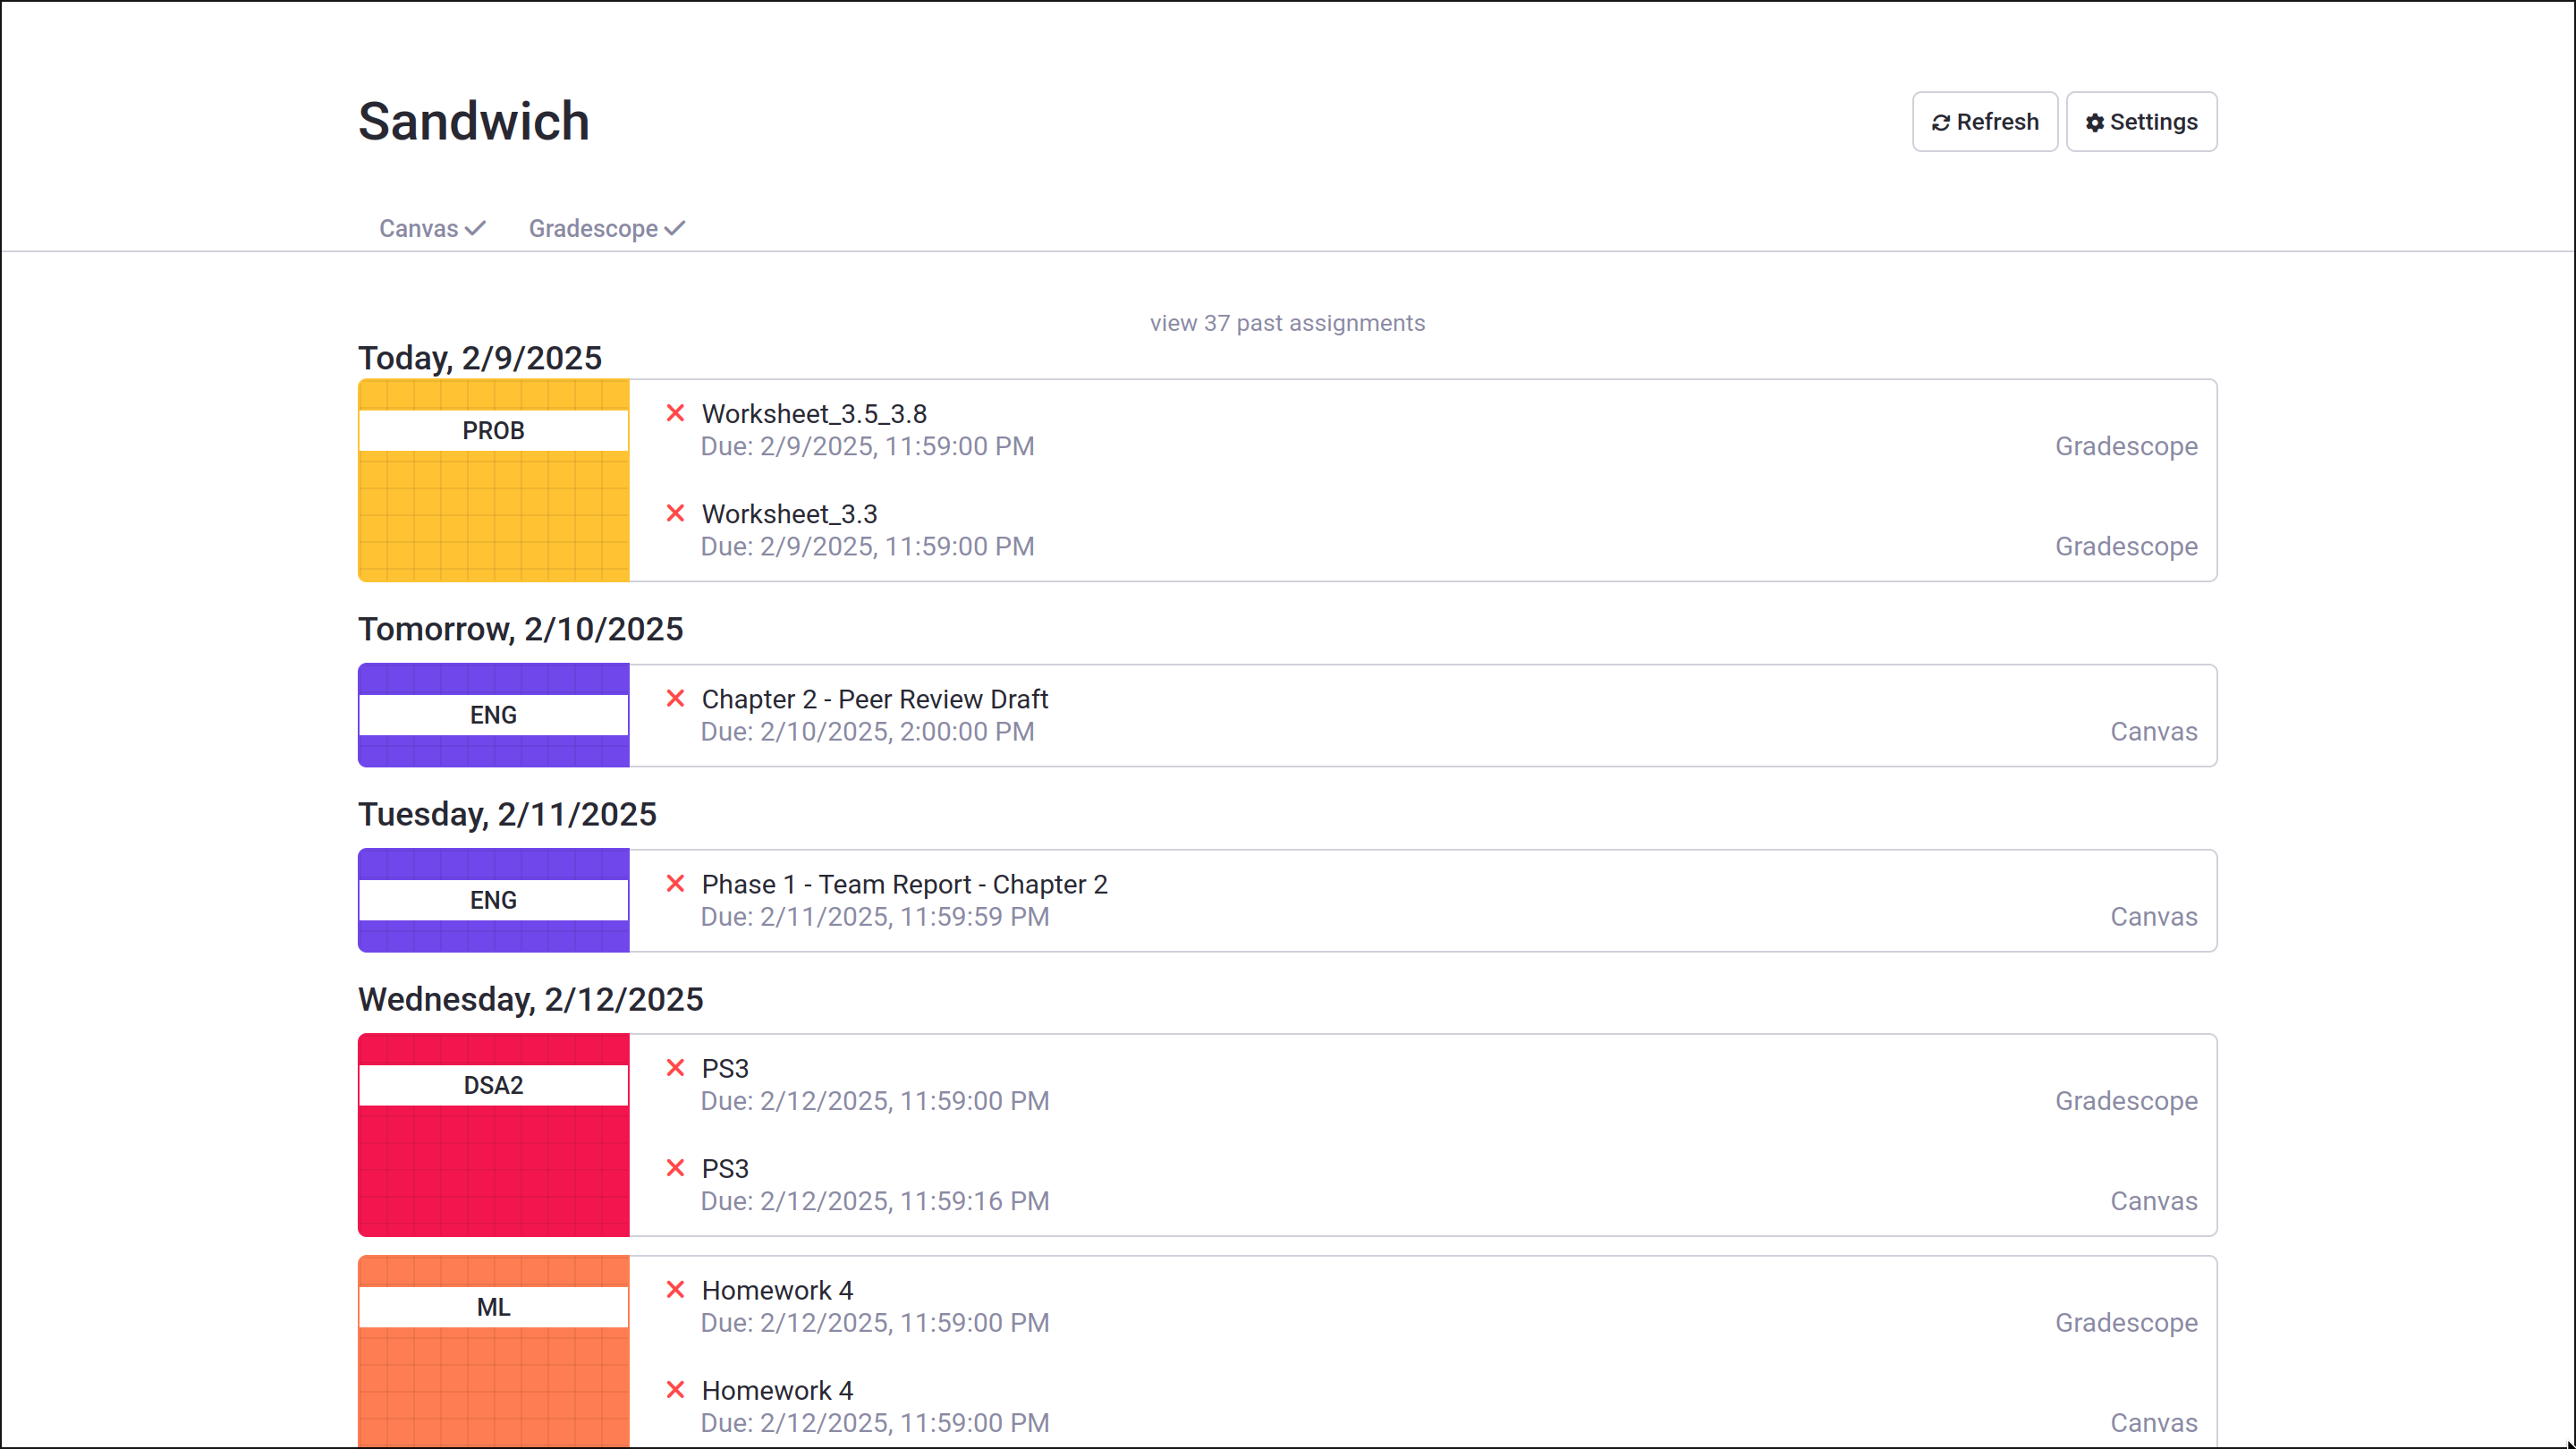 Sandwich
Refresh
Settings
Canvas
Gradescope
view 37 past assignments
Today, 2/9/2025
PROB
Worksheet_3.5_3.8
Due: 2/9/2025, 11:59:00 PM
Gradescope
Worksheet_3.3
Due: 2/9/2025, 11:59:00 PM
Gradescope
Tomorrow, 2/10/2025
ENG
Chapter 2 - Peer Review Draft
Due: 2/10/2025, 2:00:00 PM
Canvas
Tuesday, 2/11/2025
ENG
Phase 1 - Team Report - Chapter 2
Due: 2/11/2025, 11:59:59 PM
Canvas
Wednesday, 2/12/2025
DSA2
PS3
Due: 2/12/2025, 11:59:00 PM
Gradescope
PS3
Due: 2/12/2025, 11:59:16 PM
Canvas
ML
Homework 4
Due: 2/12/2025, 11:59:00 PM
Gradescope
Homework 4
Due: 2/12/2025, 11:59:00 PM
Canvas